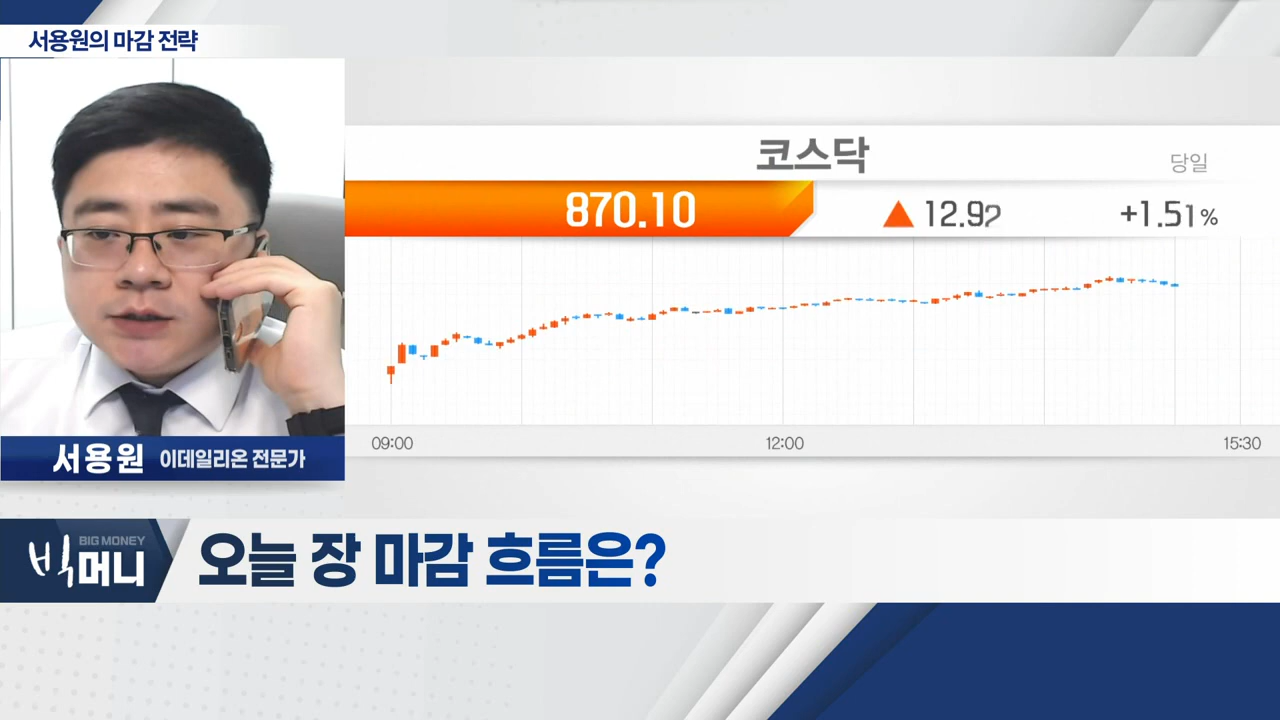 서용원의 마감 전략
코스닥
당일
870.10
▲ 12.92
+1.51%
09:00
12:00
15:30
서용원 이데일리온 전문가
BIG MONEY
빅머니
오늘 장 마감 흐름은?